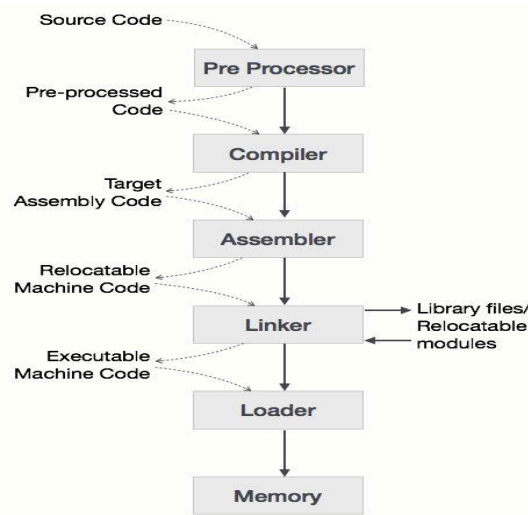 Source Code
Pre Processor
Pre-processed
Code
Compiler
Target
Assembly Code
Assembler
Relocatable
Machine Code
Linker
Library files/
Relocatable
modules
Executable
Machine Code
Loader
Memory